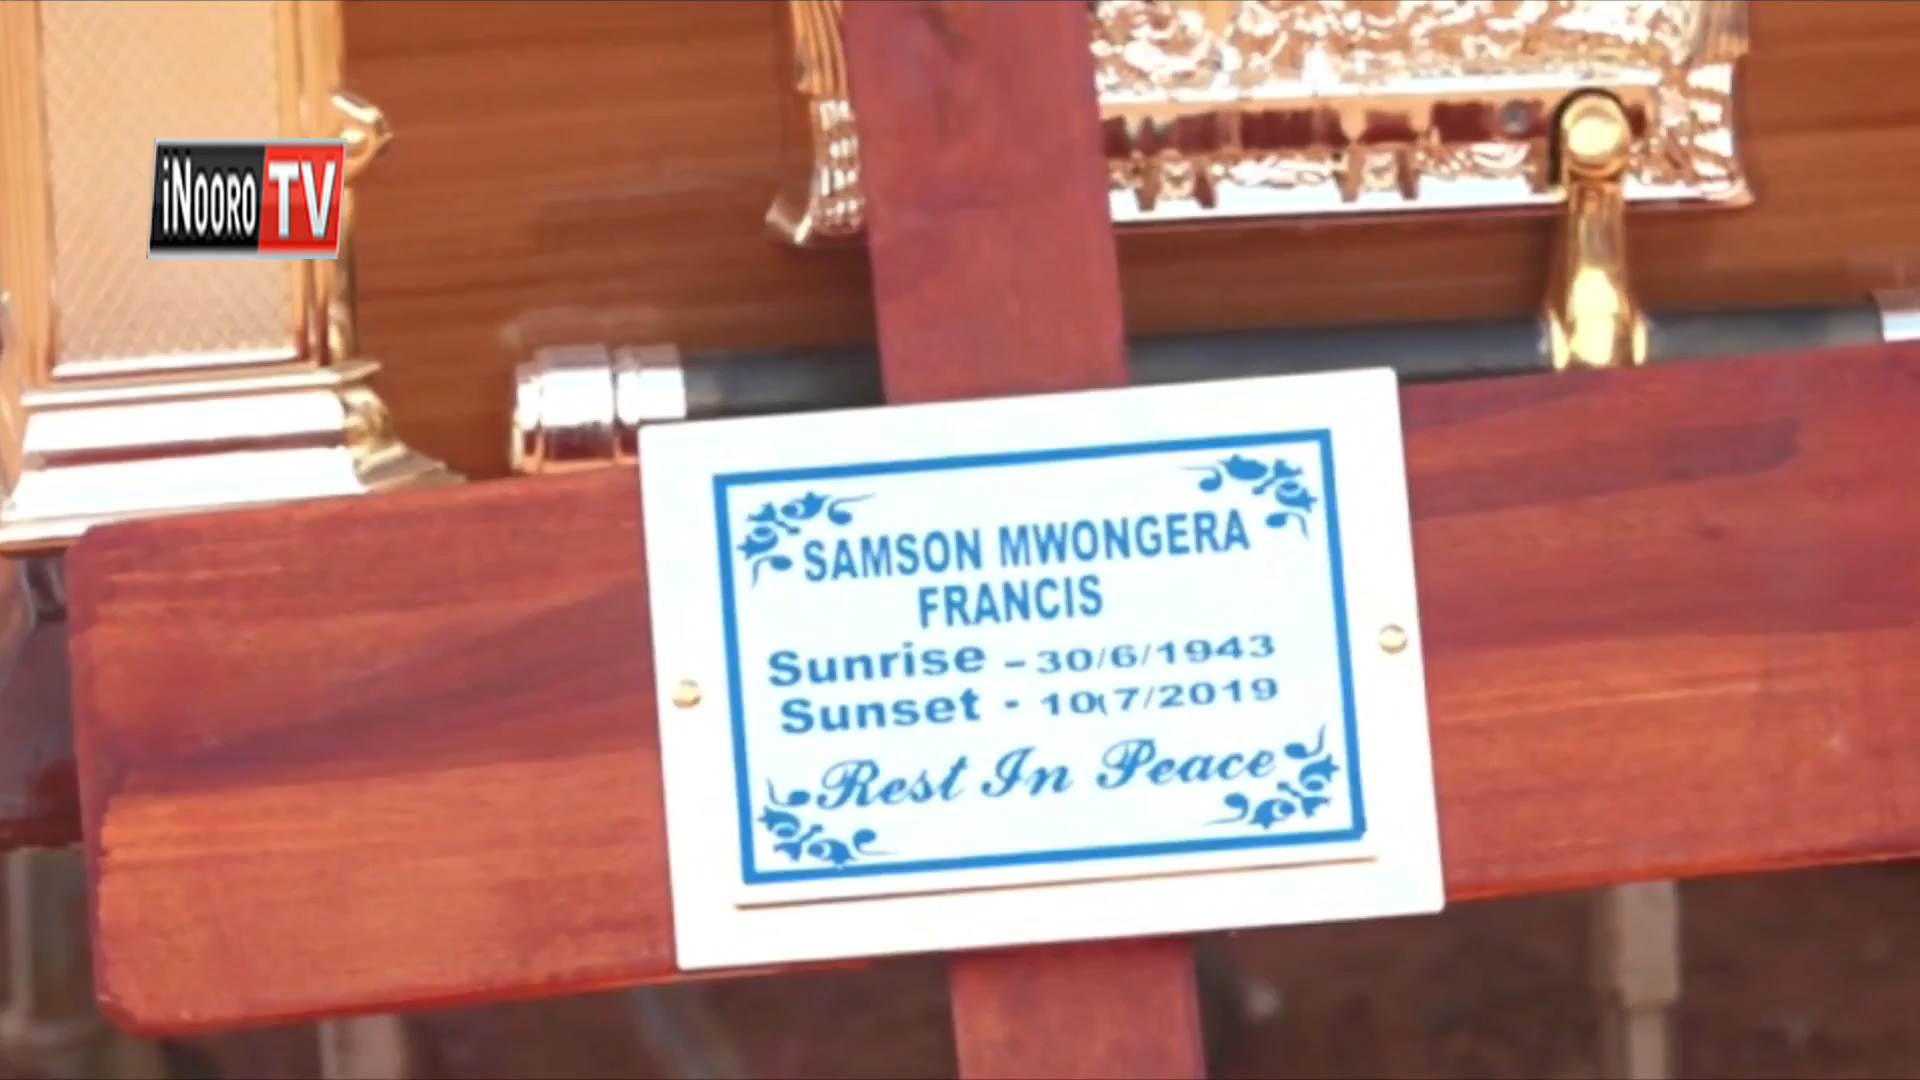 iNOORO TV
SAMSON MWONGERA
FRANCIS
Sunrise - 30/6/1943
Sunset - 10(7/2019
Rest In Peace